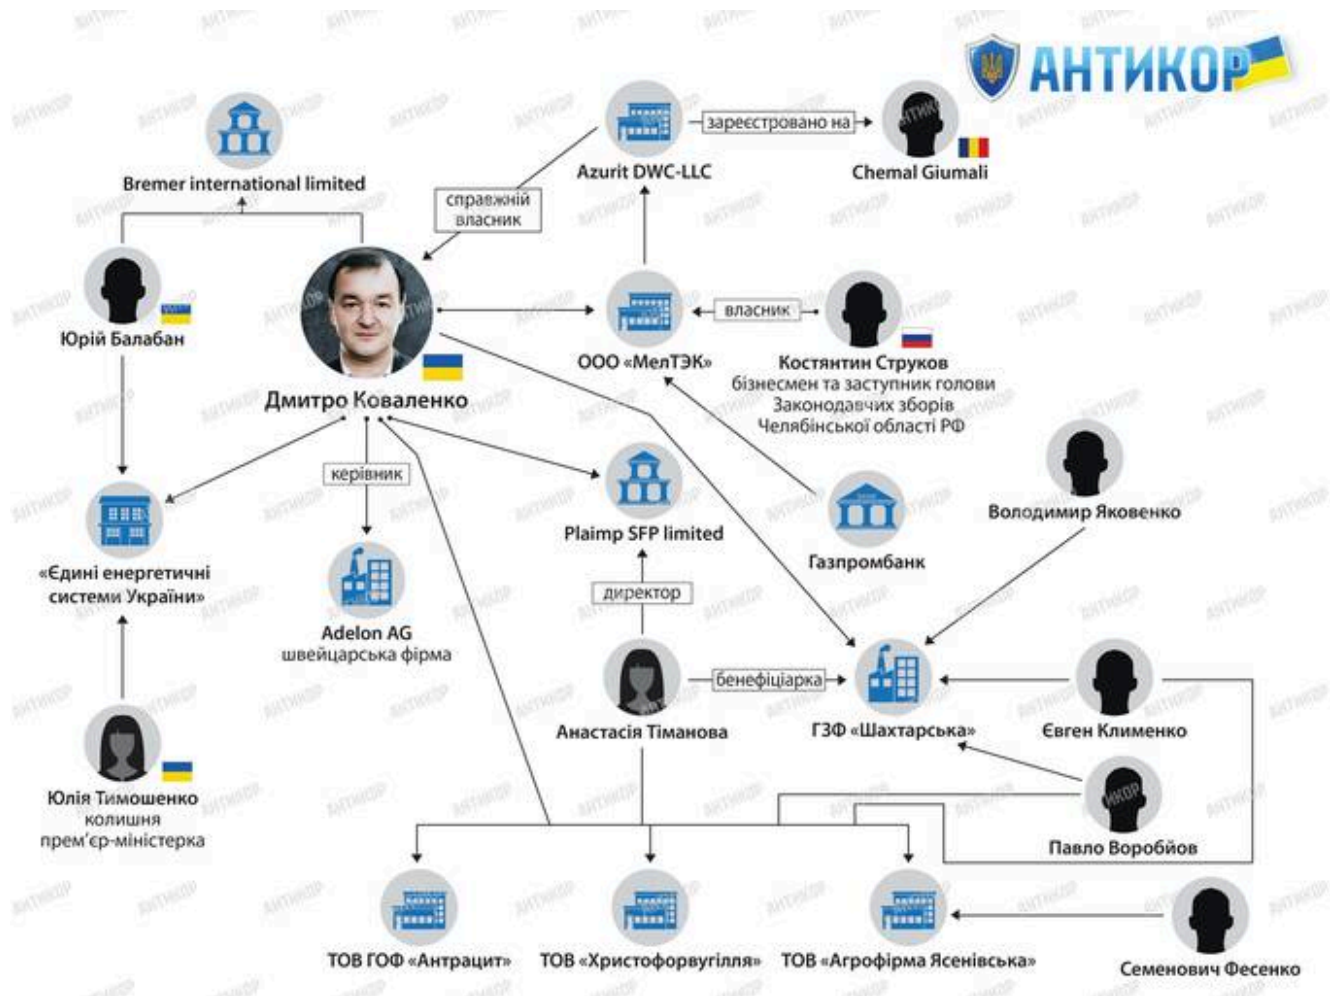 АНТИКОР
зареєстровано на
Bremer international limited
Azurit DWC-LLC
Chemal Giumali
справжній
власник
власник
Юрій Балабан
ООО «МелТЭК»
Костянтин Струков
бізнесмен та заступник голови
Законодавчих зборів
Челябінської області РФ
Дмитро Коваленко
керівник
Володимир Яковенко
Plaimp SFP limited
Газпромбанк
«Єдині енергетичні
системи України»
директор
Adelon AG
швейцарська фірма
бенефіціарка
Анастасія Тіманова
ГЗФ «Шахтарська»
Євген Клименко
Юлія Тимошенко
колишня
прем’єр-міністерка
Павло Воробйов
ТОВ ГОФ «Антрацит»
ТОВ «Христофорвугілля»
ТОВ «Агрофірма Ясенівська»
Семенович Фесенко